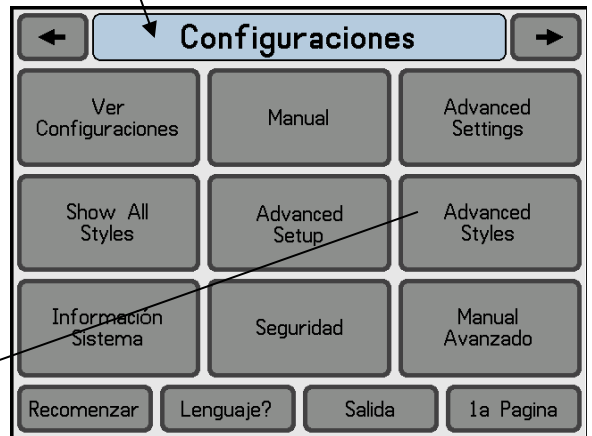 Configuraciones
Ver
Configuraciones
Manual
Advanced
Settings
Show All
Styles
Advanced
Setup
Advanced
Styles
Información
Sistema
Seguridad
Manual
Avanzado
Recomenzar
Lenguaje?
Salida
1a Pagina